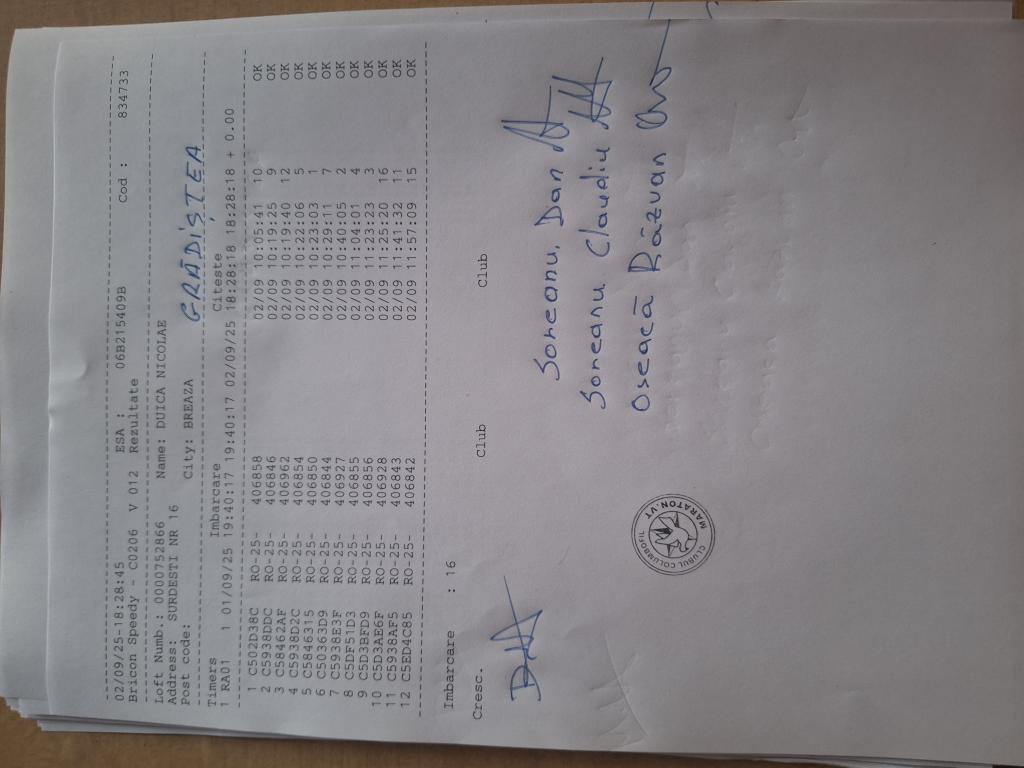 02/09/25-18:28:45 ESA : 06B215409B Cod : 834733
Bricon Speedy - C0206 V 012 Rezultate
Loft Numb.: 0000752866 Name: DUICA NICOLAE
Address: SURDESTI NR 16
Post code: City: BREAZA GRĂDIȘTEA
Timers Imbarcare Citeste
1 RA01 1 01/09/25 19:40:17 19:40:17 02/09/25 18:28:18 18:28:18 + 0.00
1 C502D38C RO-25- 406858 02/09 10:05:41 10 OK
2 C5938DDC RO-25- 406846 02/09 10:19:25 9 OK
3 C58462AF RO-25- 406962 02/09 10:19:40 12 OK
4 C5938D2C RO-25- 406854 02/09 10:22:06 5 OK
5 C5846315 RO-25- 406850 02/09 10:23:03 1 OK
6 C50363D9 RO-25- 406844 02/09 10:29:11 7 OK
7 C5938E3F RO-25- 406927 02/09 10:40:05 2 OK
8 C5DF51D3 RO-25- 406855 02/09 11:04:01 4 OK
9 C5D3BFD9 RO-25- 406856 02/09 11:23:23 3 OK
10 C5D3AE6F RO-25- 406928 02/09 11:25:20 16 OK
11 C5938AF5 RO-25- 406843 02/09 11:41:32 11 OK
12 C5ED4C85 RO-25- 406842 02/09 11:57:09 15 OK
Imbarcare : 16
Cresc. Club Club
Soneanu Dan
Soneanu Claudiu
Oseacă Răzvan
CLUBUL COLUMBOFIL
MARATON.VT